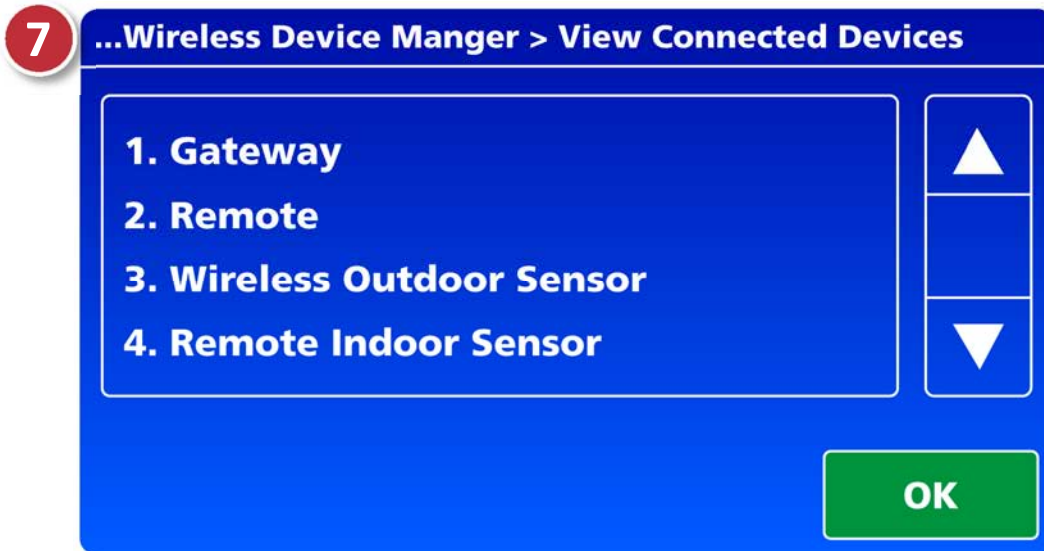 7
...Wireless Device Manger > View Connected Devices
1. Gateway
2. Remote
3. Wireless Outdoor Sensor
4. Remote Indoor Sensor
OK